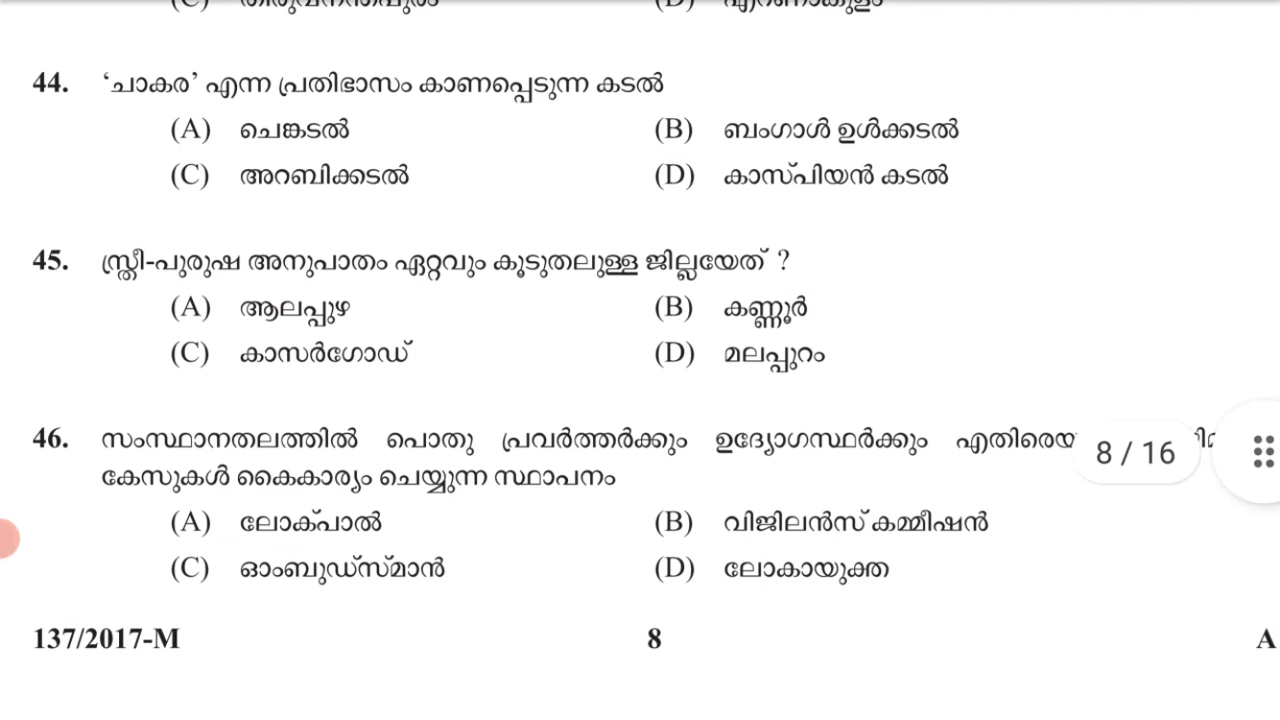 44. ‘ചാകര’ എന്ന പ്രതിഭാസം കാണപ്പെടുന്ന കടൽ
(A) ചെങ്കടൽ (B) ബംഗാൾ ഉൾക്കടൽ
(C) അറബിക്കടൽ (D) കാസ്പിയൻ കടൽ
45. സ്ത്രീ-പുരുഷ അനുപാതം ഏറ്റവും കൂടുതലുള്ള ജില്ലയേത് ?
(A) ആലപ്പുഴ (B) കണ്ണൂർ
(C) കാസർഗോഡ് (D) മലപ്പുറം
46. സംസ്ഥാനതലത്തിൽ പൊതു പ്രവർത്തർക്കും ഉദ്യോഗസ്ഥർക്കും
8 / 16
കേസുകൾ കൈകാര്യം ചെയ്യുന്ന സ്ഥാപനം
(A) ലോക്പാൽ (B) വിജിലൻസ് കമ്മീഷൻ
(C) ഓംബുഡ്സ്മാൻ (D) ലോകായുക്ത
137/2017-M 8 A